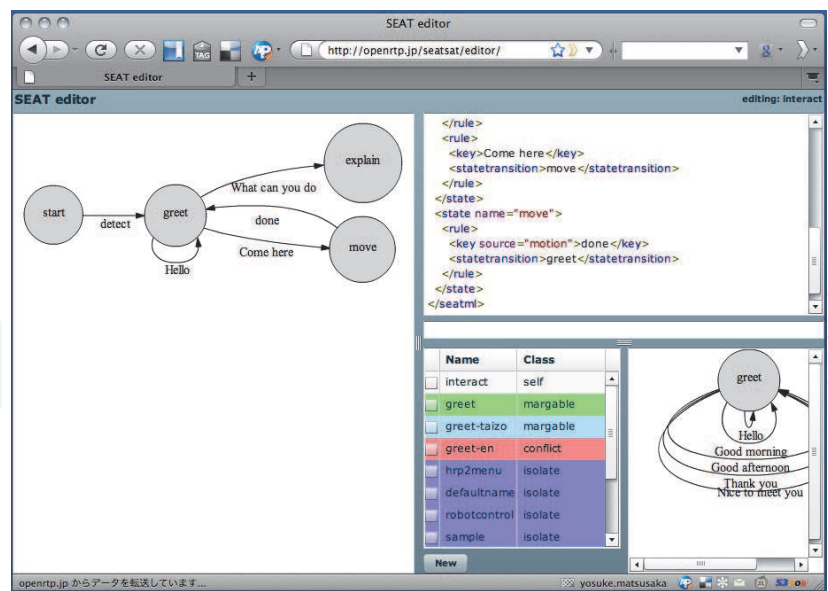 SEAT editor
http://openrtp.jp/seatsat/editor/
TAG
SEAT editor
SEAT editor
editing: interact
start
detect
greet
Hello
What can you do
explain
done
Come here
move
</rule>
<rule>
<key>Come here</key>
<statetransition>move</statetransition>
</rule>
</state>
<state name="move">
<rule>
<key source="motion">done</key>
<statetransition>greet</statetransition>
</rule>
</state>
</seatml>
Name Class
interact self
greet margable
greet-taizo margable
greet-en conflict
hrp2menu isolate
defaultname isolate
robotcontrol isolate
sample isolate
New
greet
Hello
Good morning
Good afternoon
Thank you
Nice to meet you
openrtp.jp からデータを転送しています...
yosuke.matsusaka